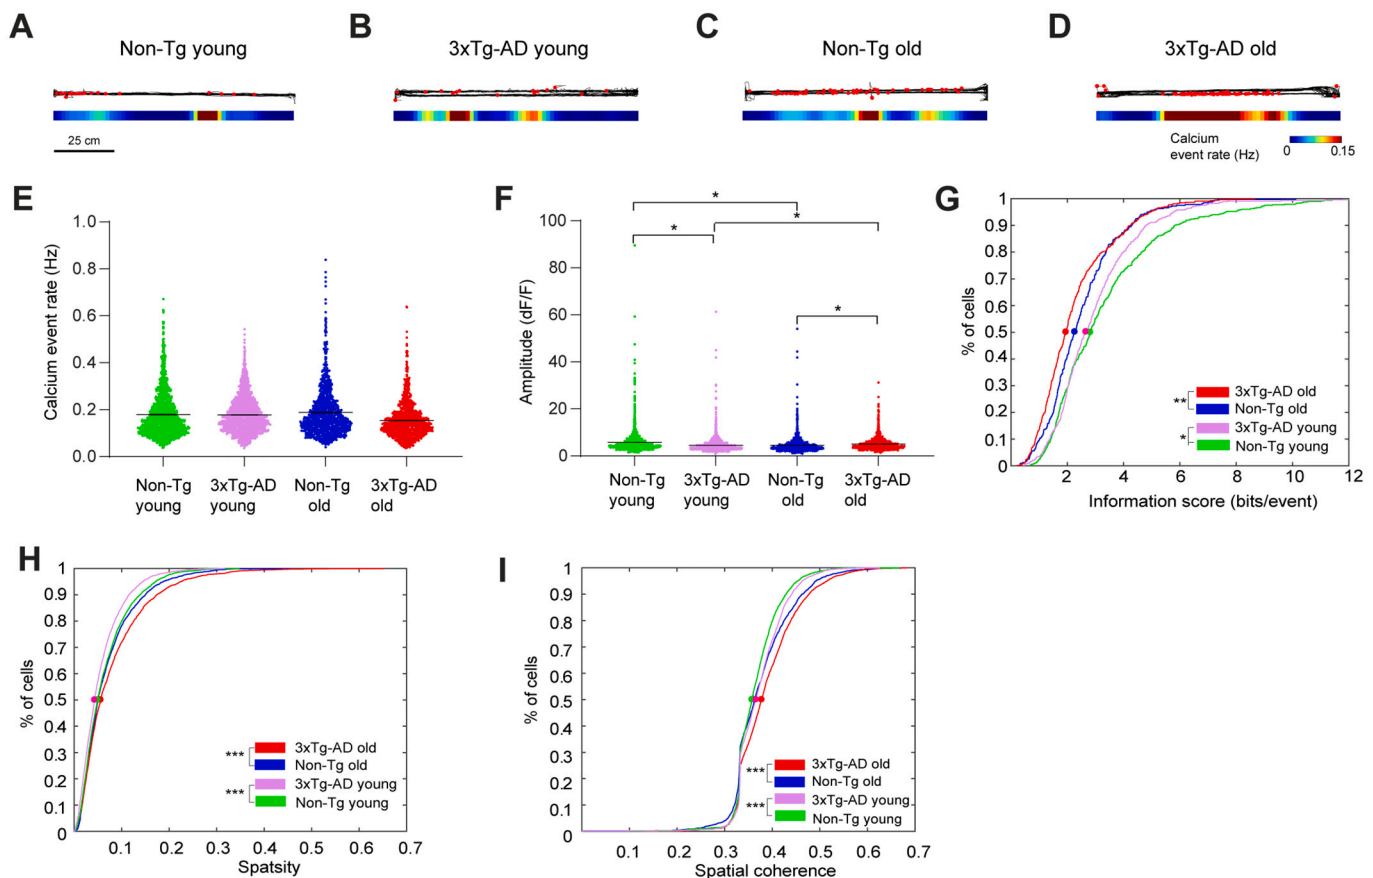 A
Non-Tg young
B
3xTg-AD young
C
Non-Tg old
D
3xTg-AD old
25 cm
Calcium
event rate (Hz)
0
0.15
E
Calcium event rate (Hz)
1.0
0.8
0.6
0.4
0.2
0.0
Non-Tg
young
3xTg-AD
young
Non-Tg
old
3xTg-AD
old
F
Amplitude (dF/F)
100
80
60
40
20
0
*
*
*
*
Non-Tg
young
3xTg-AD
young
Non-Tg
old
3xTg-AD
old
G
% of cells
1
0.9
0.8
0.7
0.6
0.5
0.4
0.3
0.2
0.1
0
2
4
6
8
10
12
Information score (bits/event)
** 3xTg-AD old
Non-Tg old
* 3xTg-AD young
Non-Tg young
H
% of cells
1
0.9
0.8
0.7
0.6
0.5
0.4
0.3
0.2
0.1
0
0.1
0.2
0.3
0.4
0.5
0.6
0.7
Spatsity
*** 3xTg-AD old
Non-Tg old
*** 3xTg-AD young
Non-Tg young
I
% of cells
1
0.9
0.8
0.7
0.6
0.5
0.4
0.3
0.2
0.1
0
0.1
0.2
0.3
0.4
0.5
0.6
0.7
Spatial coherence
*** 3xTg-AD old
Non-Tg old
*** 3xTg-AD young
Non-Tg young